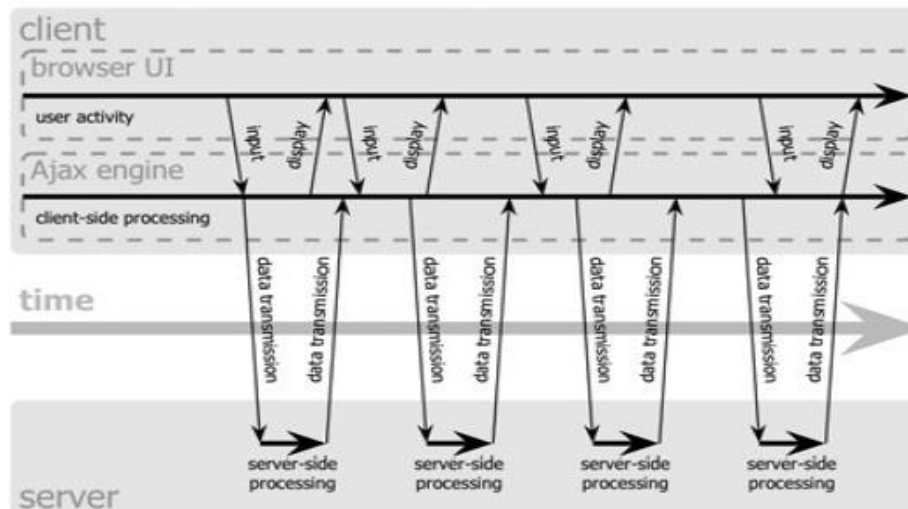 client
browser UI
user activity
input
display
input
display
input
display
input
display
Ajax engine
client-side processing
data transmission
data transmission
data transmission
data transmission
data transmission
data transmission
data transmission
data transmission
time
server-side
processing
server-side
processing
server-side
processing
server-side
processing
server